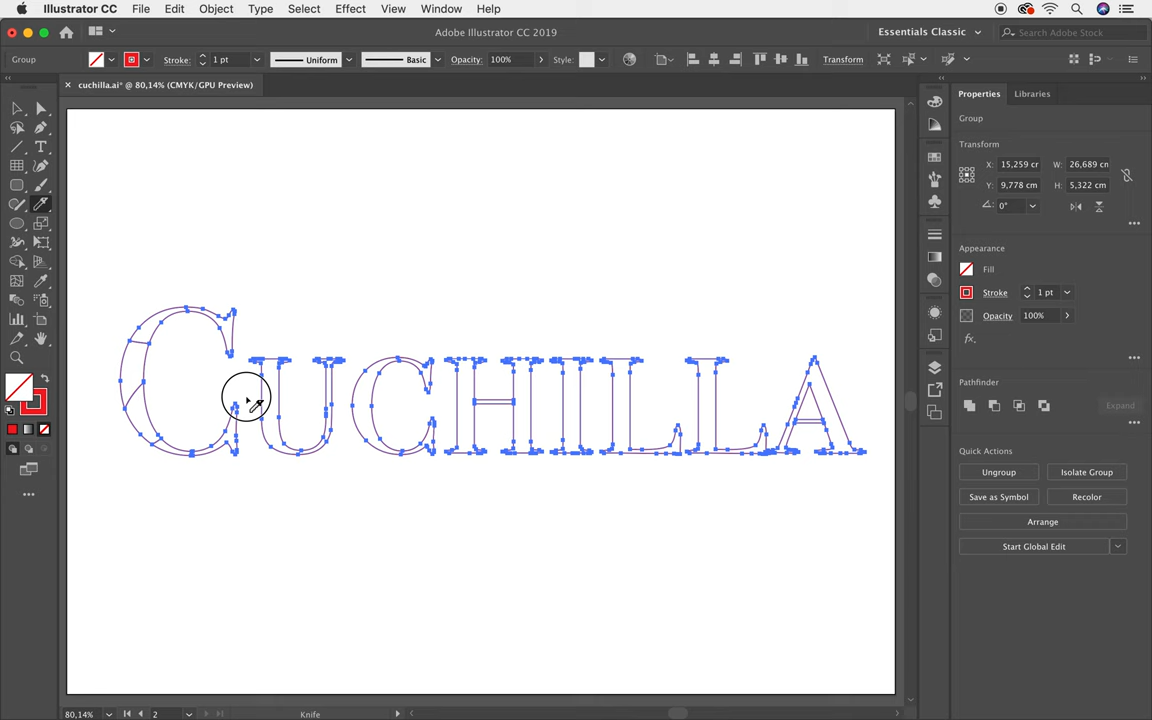 Illustrator CC File Edit Object Type Select Effect View Window Help
Adobe Illustrator CC 2019
Essentials Classic
Search Adobe Stock
Group Stroke: 1 pt Uniform Basic Opacity: 100% Style: Transform
× cuchilla.ai* @ 80,14% (CMYK/GPU Preview)
Properties Libraries
Group
Transform
X: 15,259 cm W: 26,689 cm
Y: 9,778 cm H: 5,322 cm
0°
Appearance
Fill
Stroke 1 pt
Opacity 100%
fx.
Pathfinder
Expand
Quick Actions
Ungroup Isolate Group
Save as Symbol Recolor
Arrange
Start Global Edit
CUCHILLA
80,14% 2 Knife